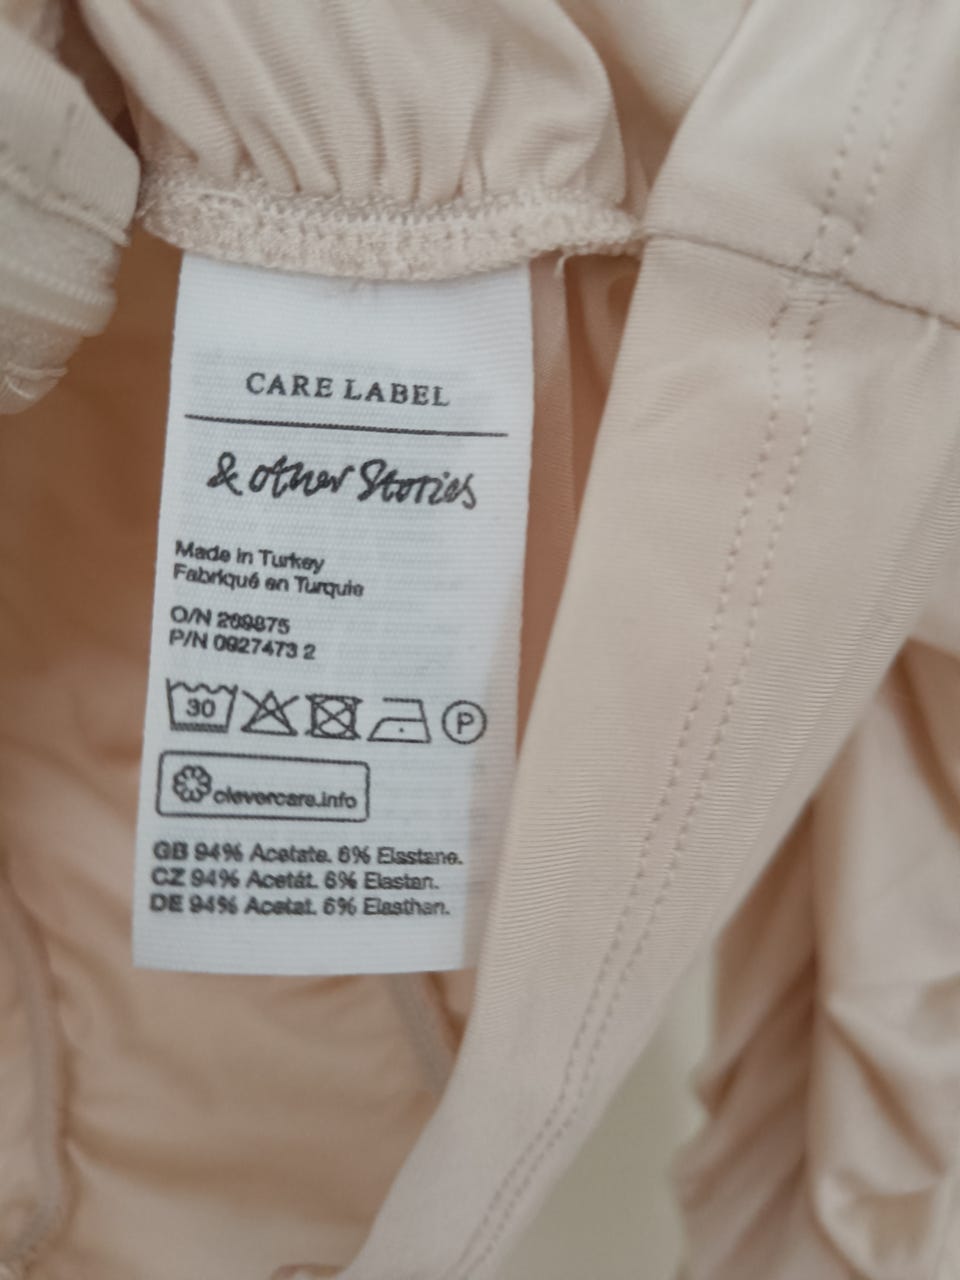 CARE LABEL
& other Stories
Made in Turkey
Fabriqué en Turquie
O/N 269875
P/N 0927473 2
30 P
clevercare.info
GB 94% Acetate. 6% Elastane.
CZ 94% Acetát. 6% Elastan.
DE 94% Acetat. 6% Elasthan.